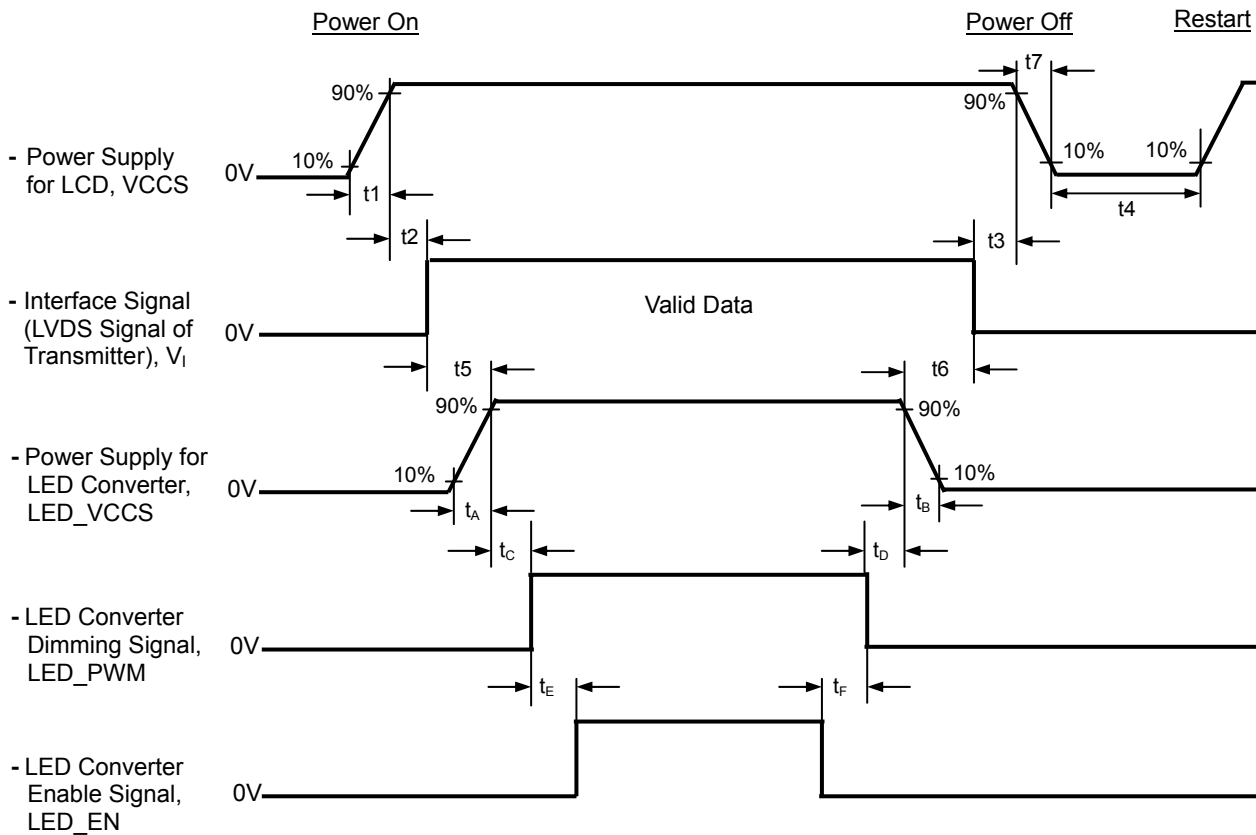 Power On
Power Off
Restart
t7
90%
90%
- Power Supply
for LCD, VCCS
0V
10%
10%
10%
t1
t4
t2
t3
- Interface Signal
(LVDS Signal of
Transmitter), VI
0V
Valid Data
t5
t6
90%
90%
- Power Supply for
LED Converter,
LED_VCCS
0V
10%
10%
tA
tB
tC
tD
- LED Converter
Dimming Signal,
LED_PWM
0V
tE
tF
- LED Converter
Enable Signal,
LED_EN
0V